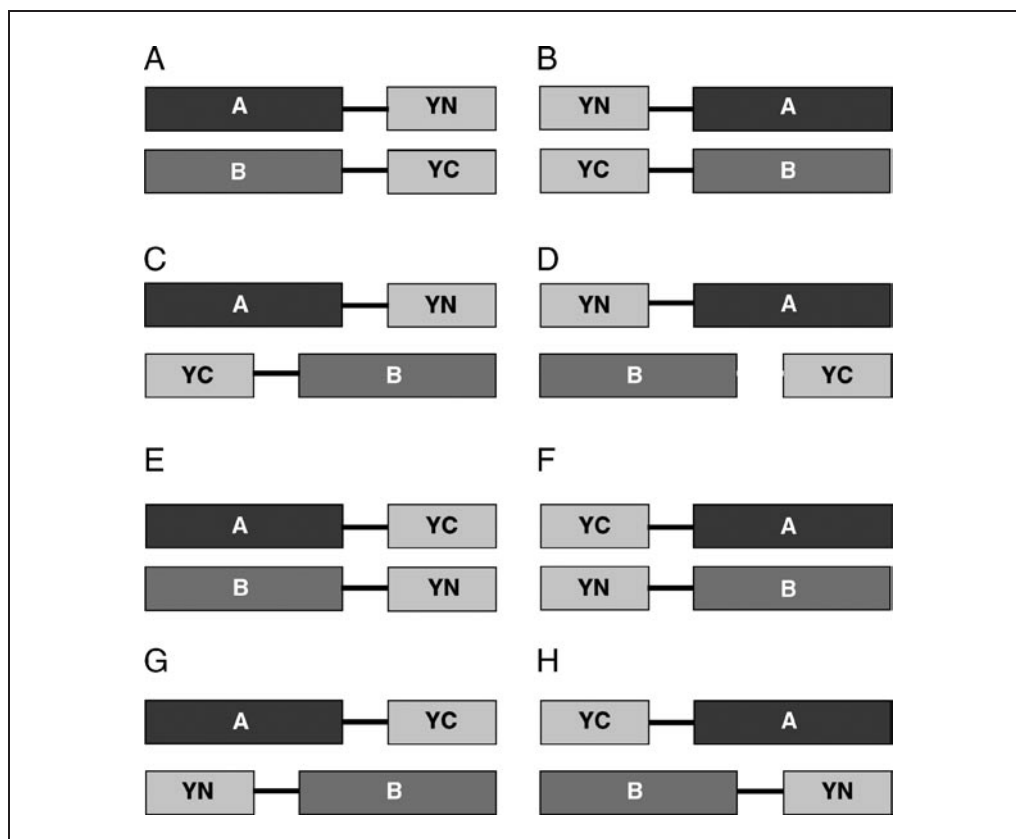 A B
A YN YN A
B YC YC B
C D
A YN YN A
YC B B YC
E F
A YC YC A
B YN YN B
G H
A YC YC A
YN B B YN